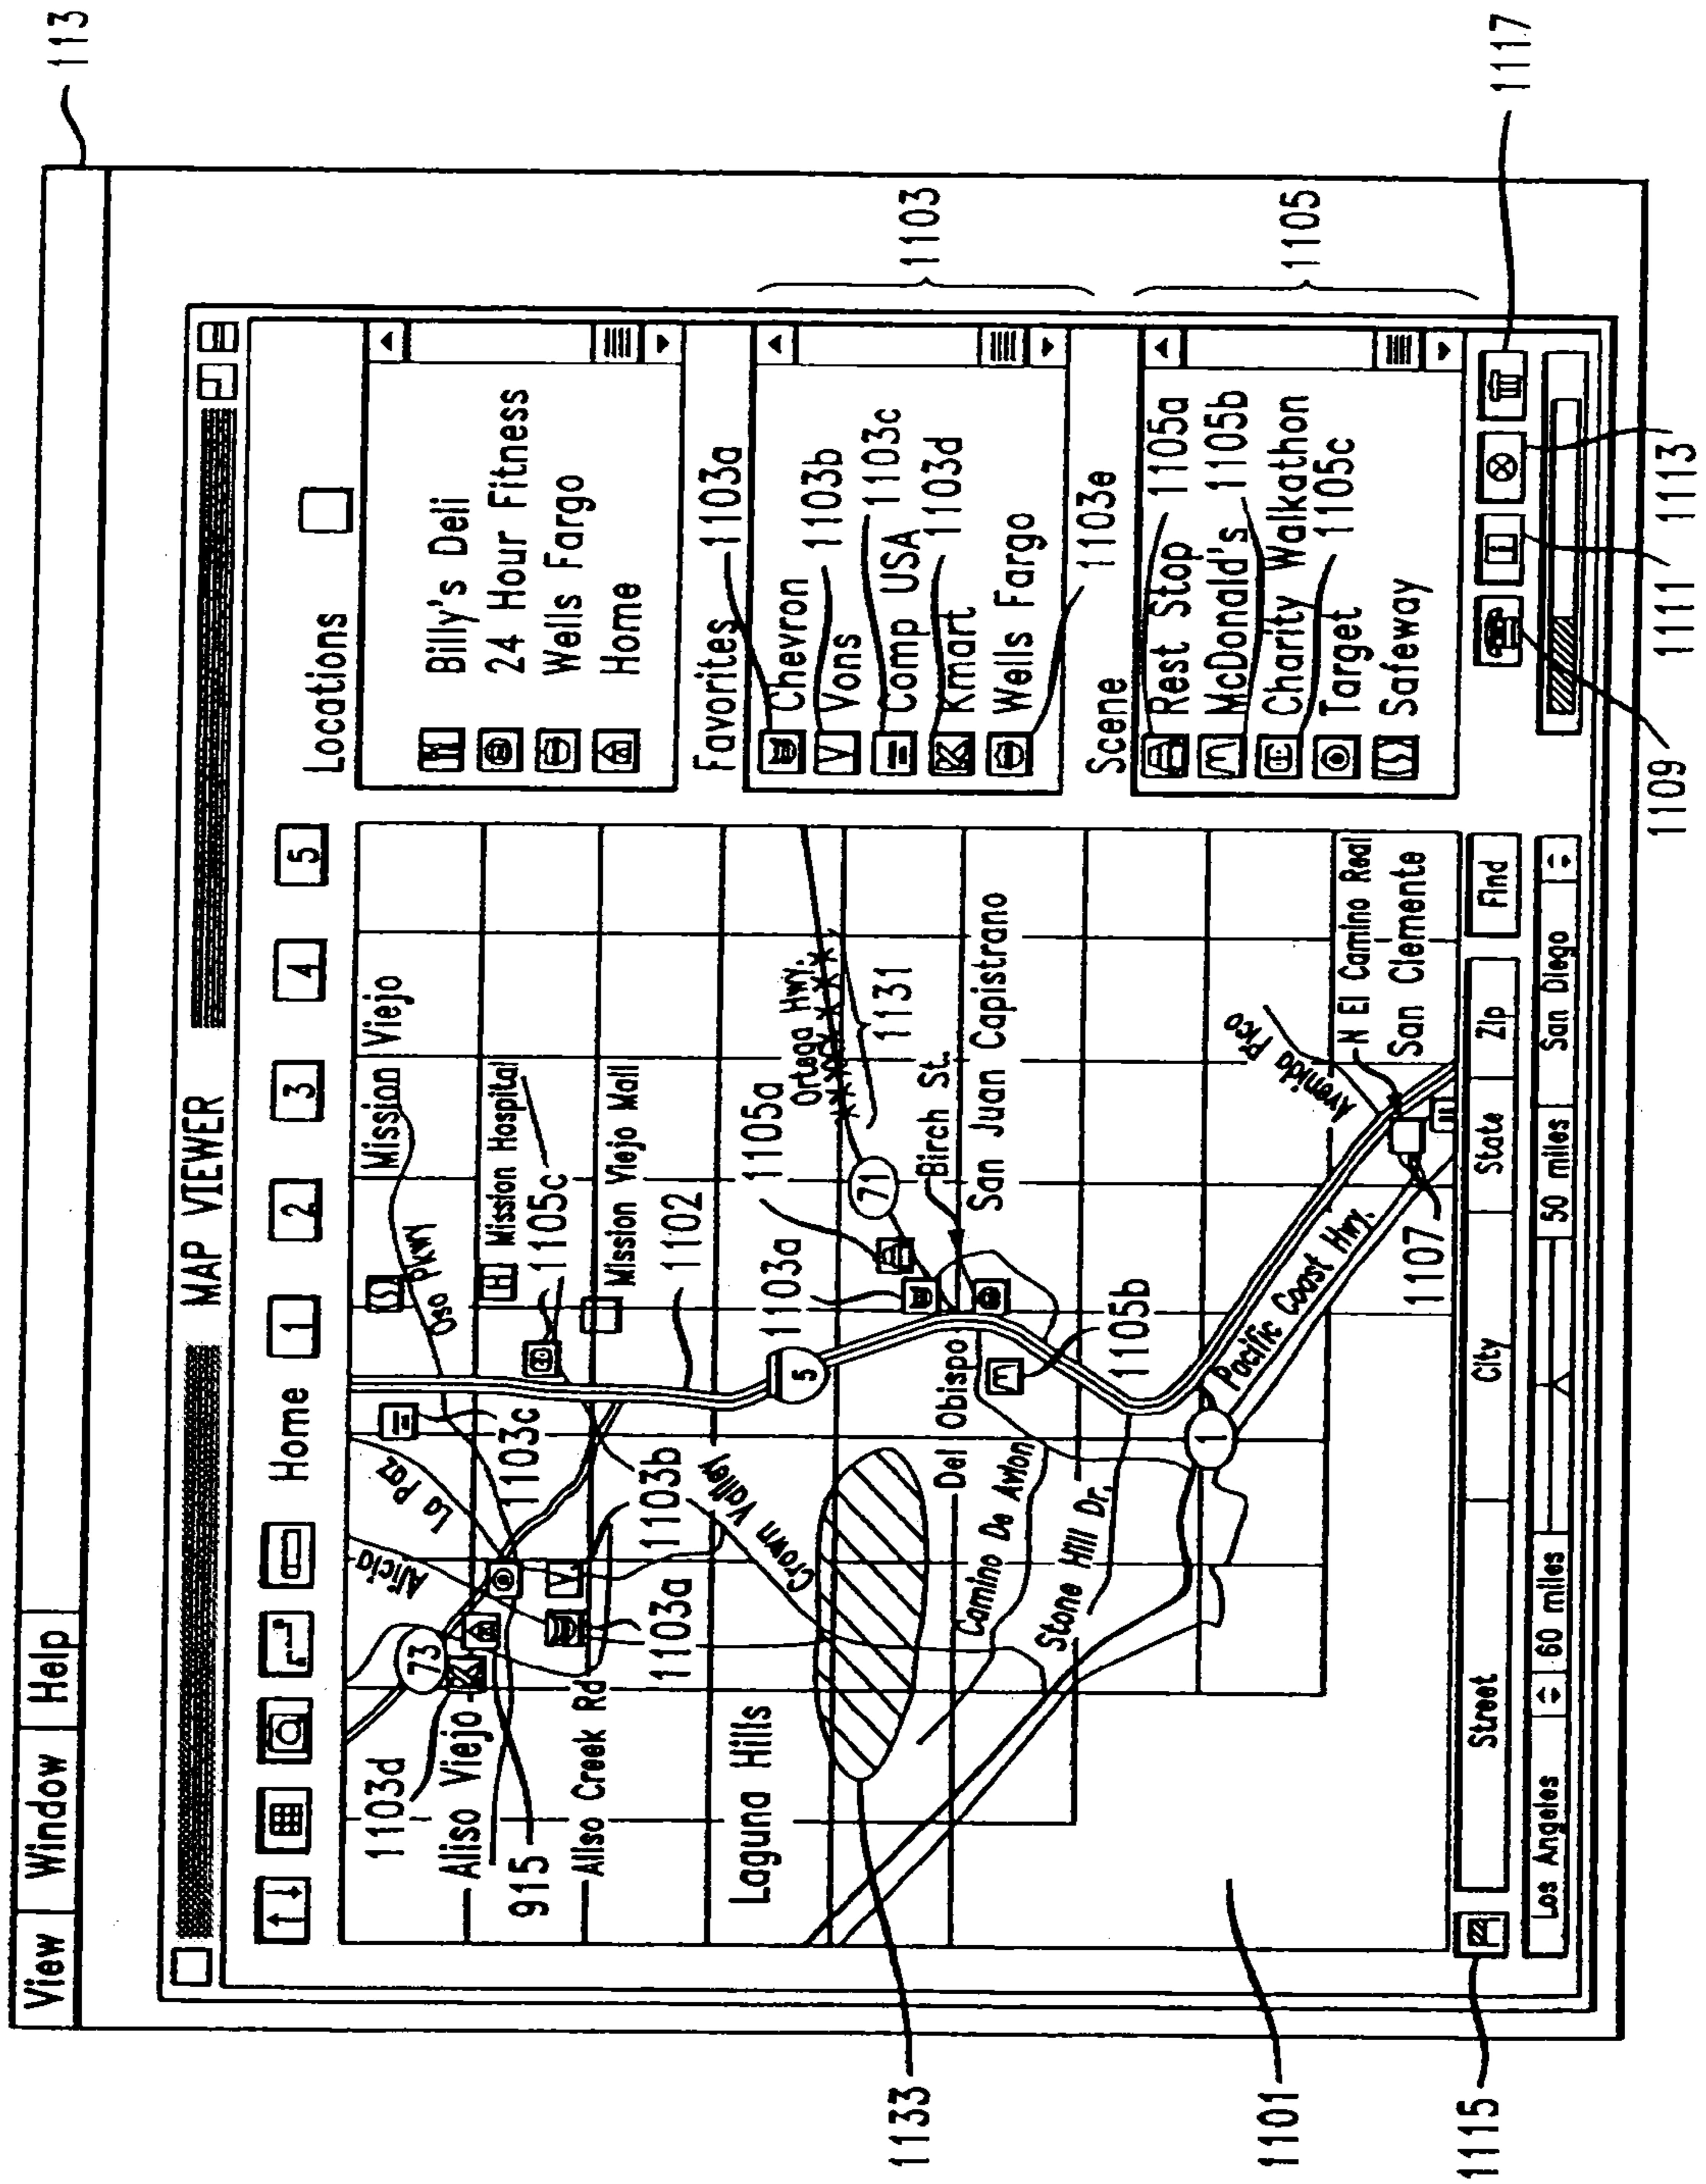 113
View Window Help
MAP VIEWER
Home 1 2 3 4 5
Locations
Billy's Deli
24 Hour Fitness
Wells Fargo
Home
Favorites 1103a
Chevron
Vons 1103b
Comp USA 1103c
Kmart 1103d
Wells Fargo
1103e
1103
Scene
Rest Stop 1105a
McDonald's 1105b
Charity Walkathon
Target 1105c
Safeway
1105
Mission Viejo
Mission
Oso Pkwy
La Paz
Alicia
73
1103d
Aliso Viejo
915
Aliso Creek Rd
1103c
H Mission Hospital
1105c
Mission Viejo Mall
V
1103b
1103a
1102
Laguna Hills
Crown Valley
5
1103a
1105a
Ortega Hwy.
71
1131
Birch St.
San Juan Capistrano
Del Obispo
Camino De Avion
Stone Hill Dr.
1105b
1
Pacific Coast Hwy.
Avenida Pico
N El Camino Real
San Clemente
1107
1133
1101
1115
Street City State Zip Find
Los Angeles 60 miles 50 miles San Diego
1109
1111
1113
1117